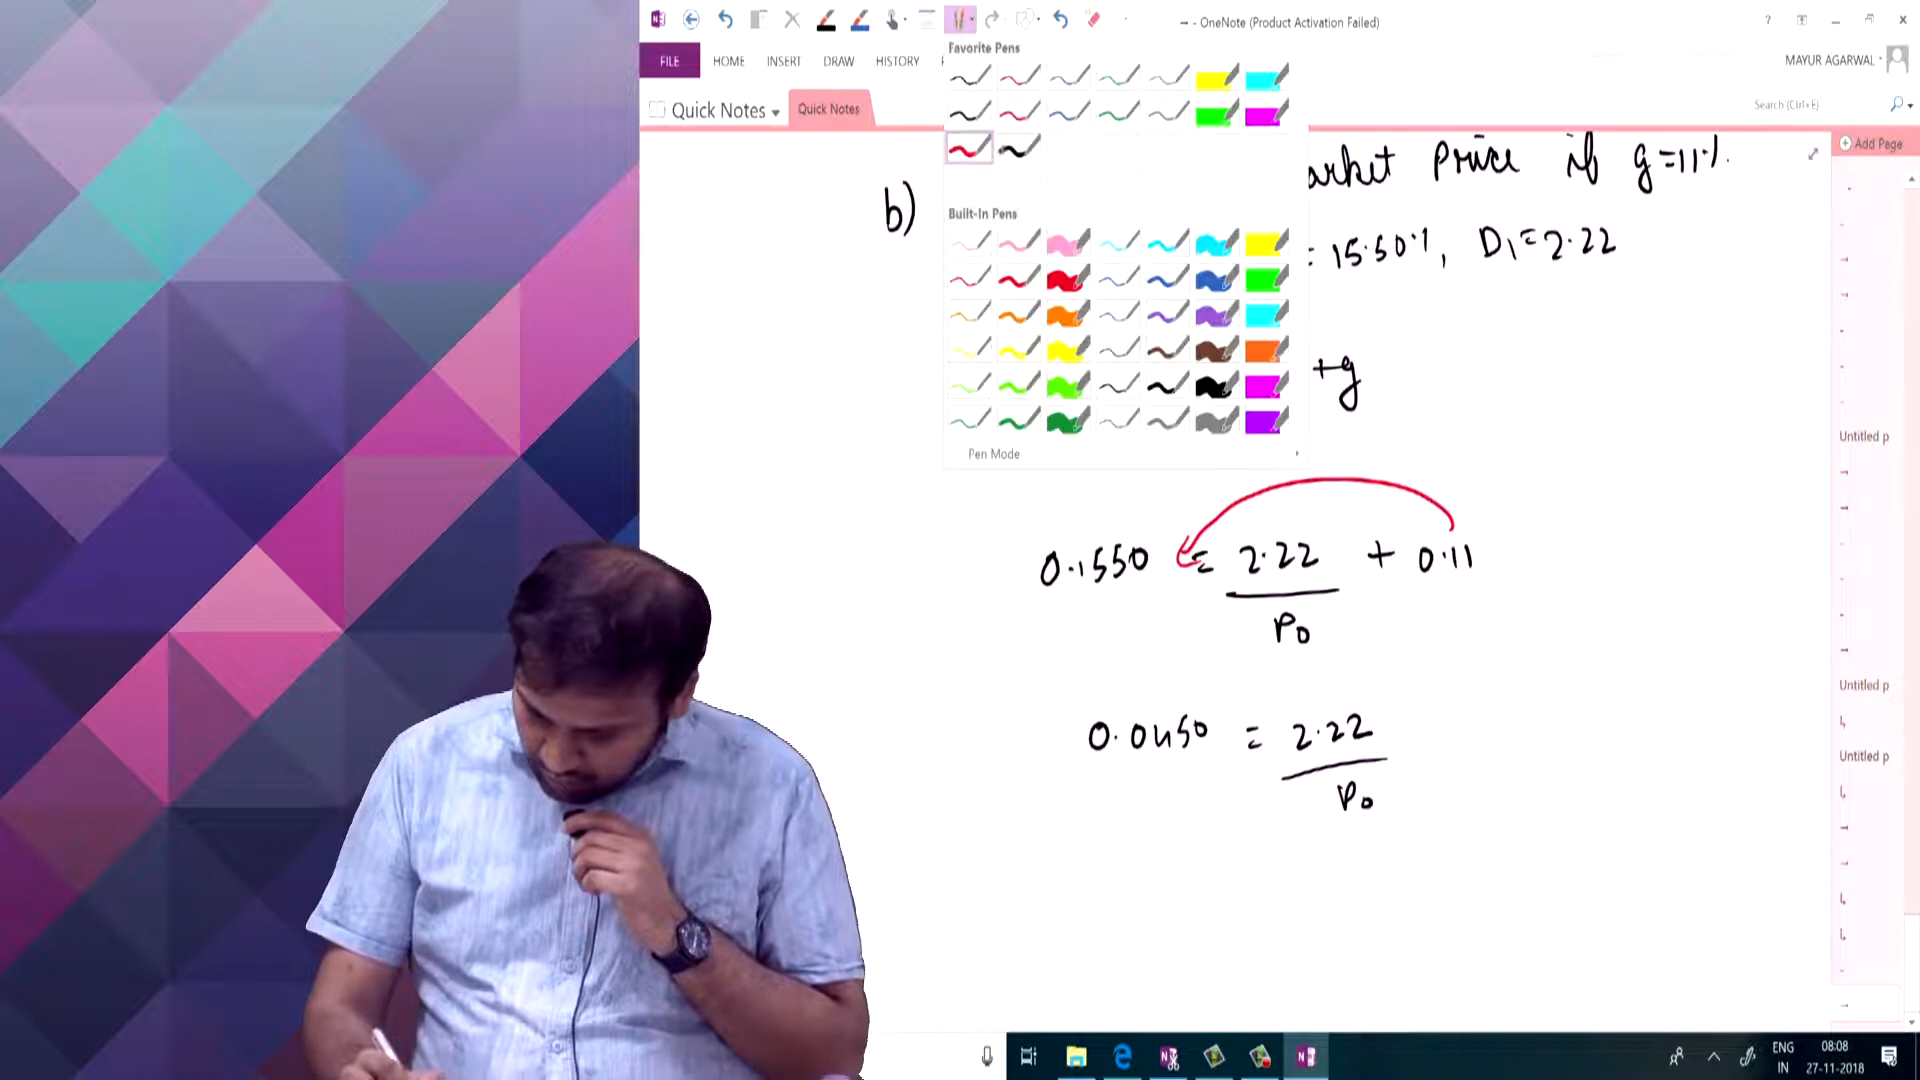 − - OneNote (Product Activation Failed)
?
FILE HOME INSERT DRAW HISTORY
MAYUR AGARWAL
Quick Notes Quick Notes
Search (Ctrl+E)
Add Page
Favorite Pens
Built-In Pens
Pen Mode
b) arket Price if g=11%.
= 15.50%, D1=2.22
+g
0.1550 = 2.22 + 0.11
P0
0.0450 = 2.22
P0
Untitled p
Untitled p
Untitled p
ENG
IN
08:08
27-11-2018